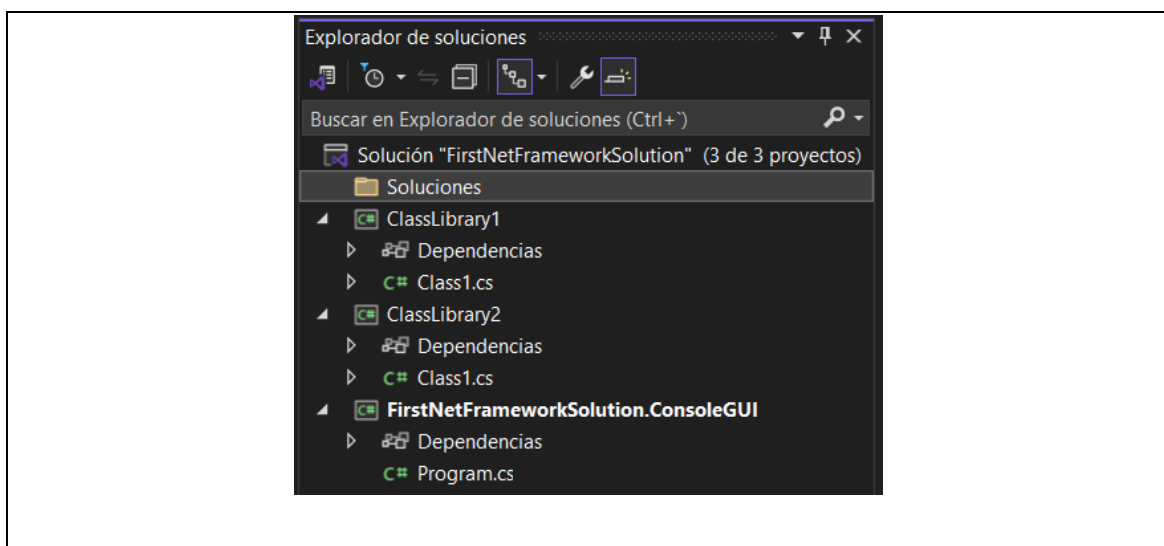 Explorador de soluciones
Buscar en Explorador de soluciones (Ctrl+`)
Solución "FirstNetFrameworkSolution" (3 de 3 proyectos)
Soluciones
C# ClassLibrary1
Dependencias
C# Class1.cs
C# ClassLibrary2
Dependencias
C# Class1.cs
C# FirstNetFrameworkSolution.ConsoleGUI
Dependencias
C# Program.cs